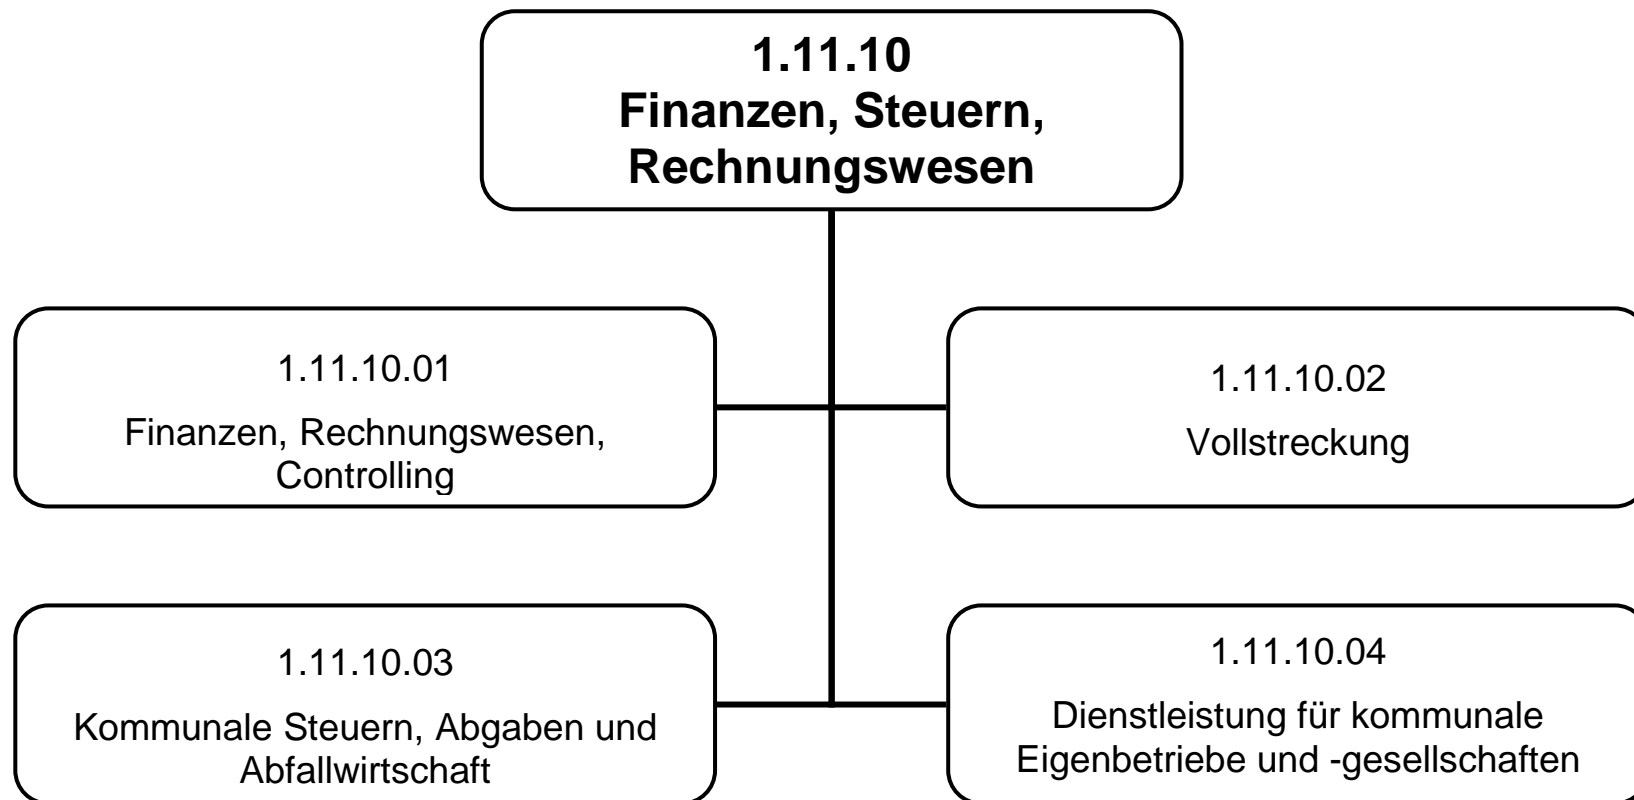 1.11.10
Finanzen, Steuern,
Rechnungswesen
1.11.10.01
Finanzen, Rechnungswesen,
Controlling
1.11.10.02
Vollstreckung
1.11.10.03
Kommunale Steuern, Abgaben und
Abfallwirtschaft
1.11.10.04
Dienstleistung für kommunale
Eigenbetriebe und -gesellschaften